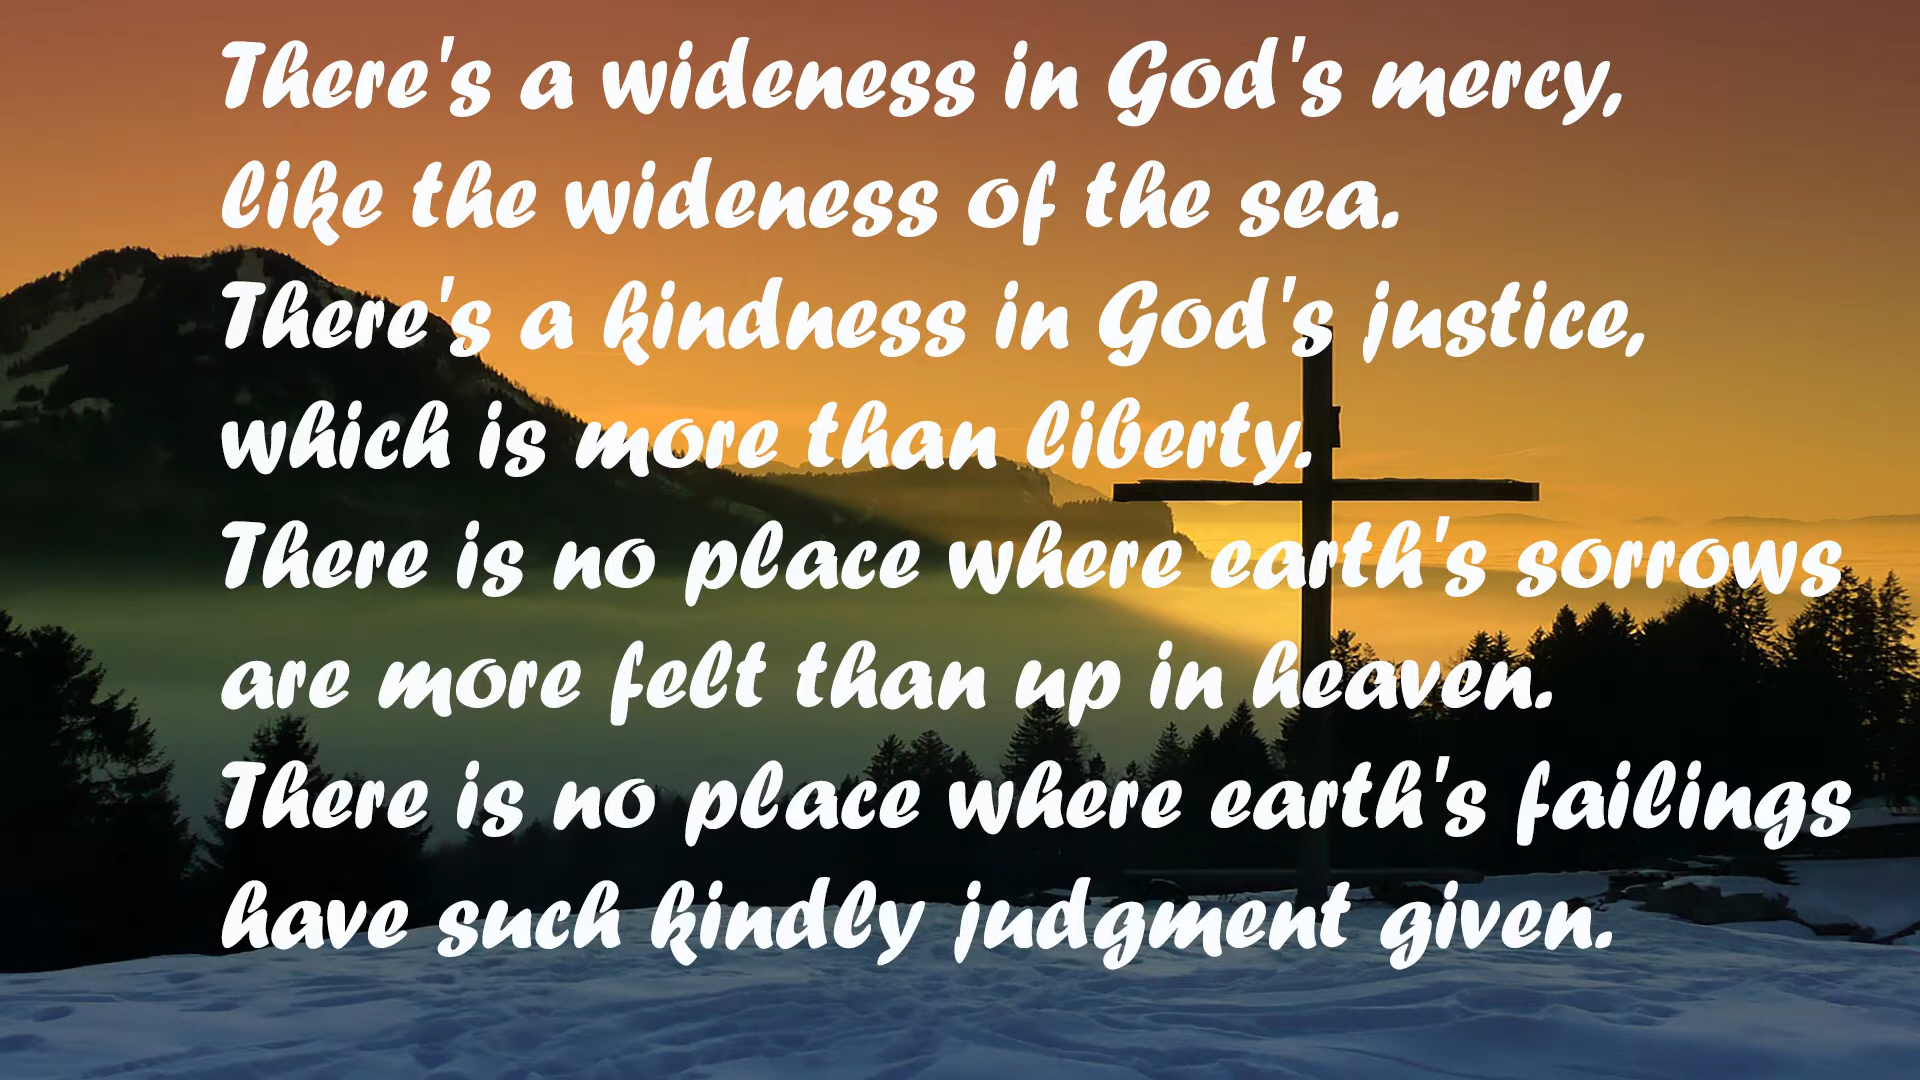 There's a wideness in God's mercy,
like the wideness of the sea.
There's a kindness in God's justice,
which is more than liberty.
There is no place where earth's sorrows
are more felt than up in heaven.
There is no place where earth's failings
have such kindly judgment given.